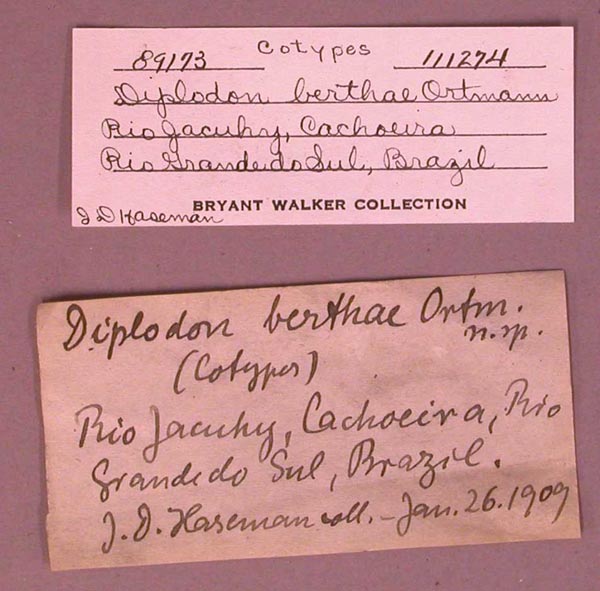 Cotypes
89173 111274
Diplodon berthae Ortmann
Rio Jacuhy, Cachoeira
Rio Grande do Sul, Brazil
BRYANT WALKER COLLECTION
J D Haseman
Diplodon berthae Ortm.
n. sp.
(Cotypes)
Rio Jacuhy, Cachoeira, Rio
Grande do Sul, Brazil.
J. D. Haseman coll. - Jan. 26. 1909